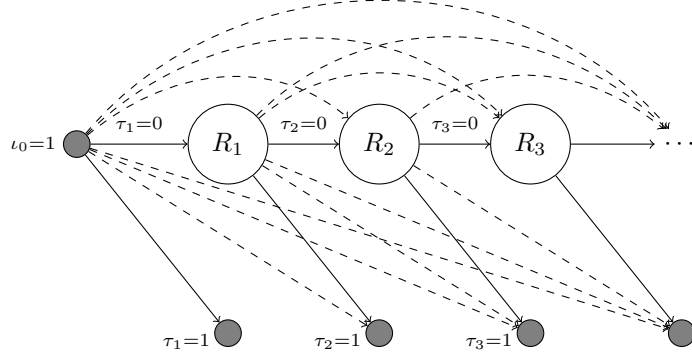 τ₁=0 τ₂=0 τ₃=0
ι₀=1 R₁ R₂ R₃ ⋯
τ₁=1 τ₂=1 τ₃=1